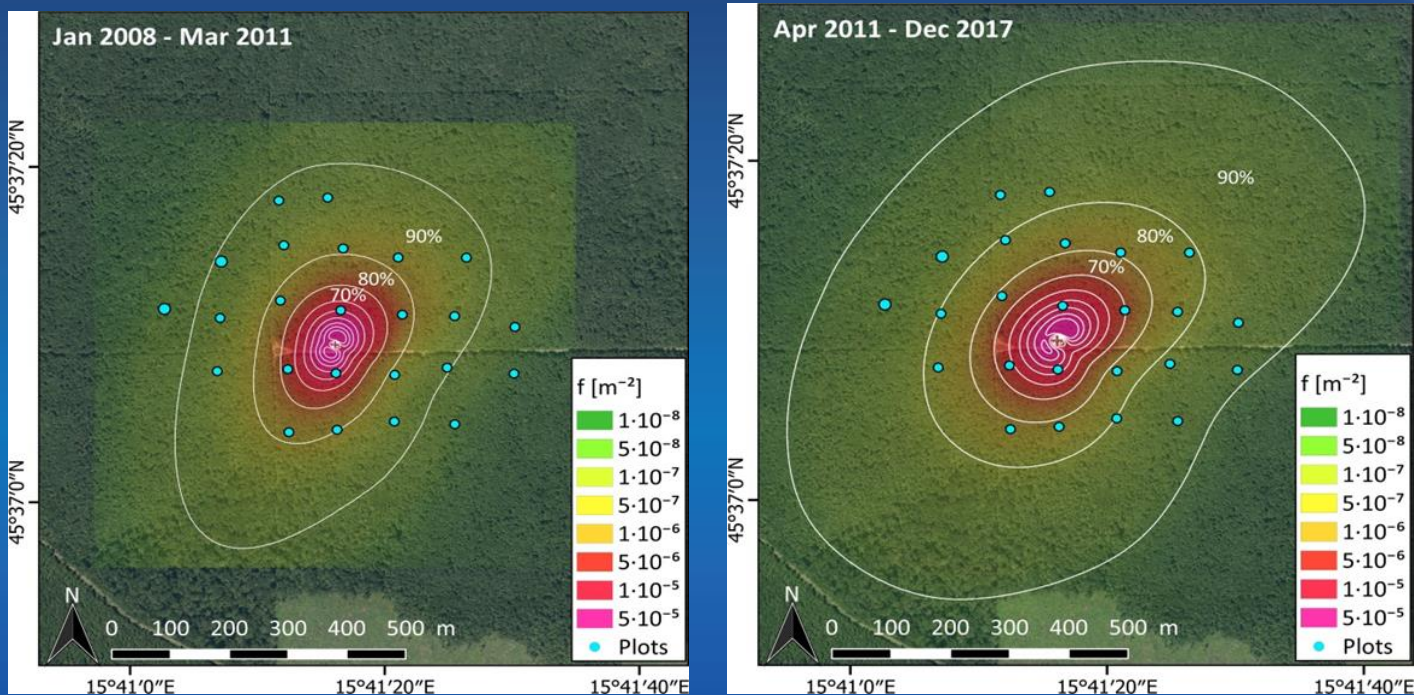 Jan 2008 - Mar 2011
90%
80%
70%
45°37′20″N
45°37′0″N
N
0 100 200 300 400 500 m
15°41′0″E 15°41′20″E 15°41′40″E
f [m⁻²]
1·10⁻⁸
5·10⁻⁸
1·10⁻⁷
5·10⁻⁷
1·10⁻⁶
5·10⁻⁶
1·10⁻⁵
5·10⁻⁵
Plots
Apr 2011 - Dec 2017
90%
80%
70%
45°37′20″N
45°37′0″N
N
0 100 200 300 400 500 m
15°41′0″E 15°41′20″E 15°41′40″E
f [m⁻²]
1·10⁻⁸
5·10⁻⁸
1·10⁻⁷
5·10⁻⁷
1·10⁻⁶
5·10⁻⁶
1·10⁻⁵
5·10⁻⁵
Plots